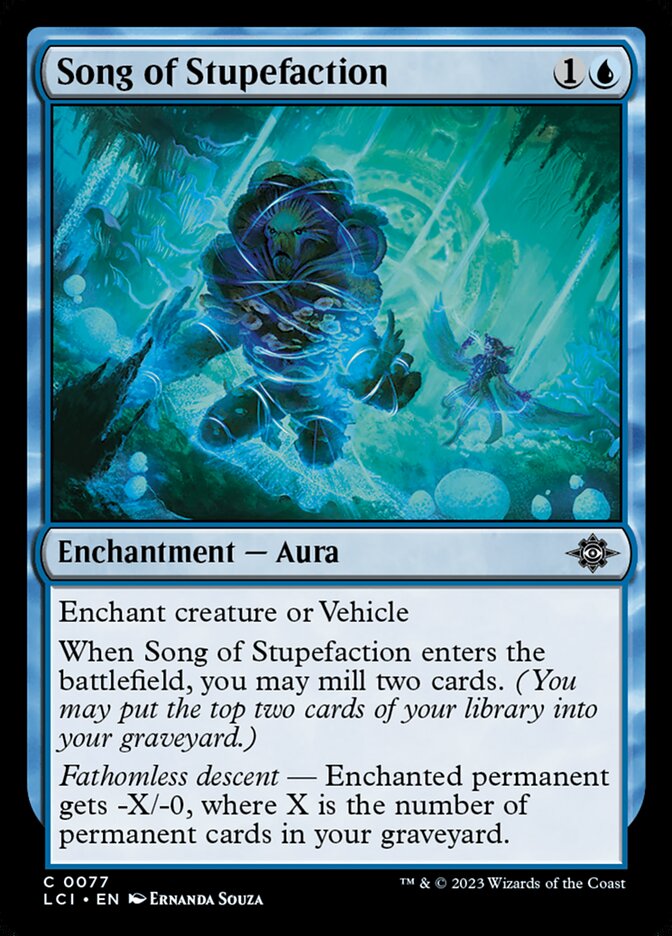 Song of Stupefaction 1
Enchantment — Aura
Enchant creature or Vehicle
When Song of Stupefaction enters the
battlefield, you may mill two cards. (You
may put the top two cards of your library into
your graveyard.)
Fathomless descent — Enchanted permanent
gets -X/-0, where X is the number of
permanent cards in your graveyard.
C 0077
LCI • EN Ernanda Souza
™ & © 2023 Wizards of the Coast